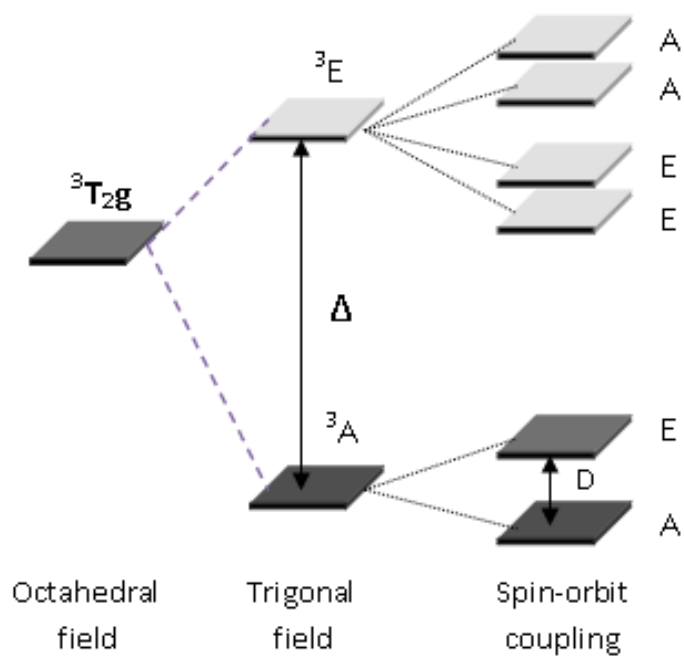 A
³E
A
³T₂g
E
E
Δ
³A
E
D
A
Octahedral
field
Trigonal
field
Spin-orbit
coupling